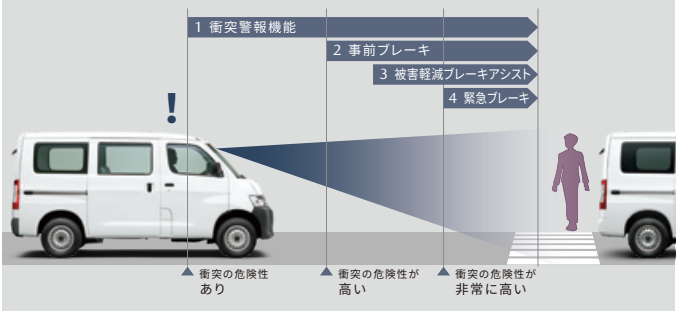 1 衝突警報機能
2 事前ブレーキ
3 被害軽減ブレーキアシスト
4 緊急ブレーキ
!
衝突の危険性
あり
衝突の危険性が
高い
衝突の危険性が
非常に高い